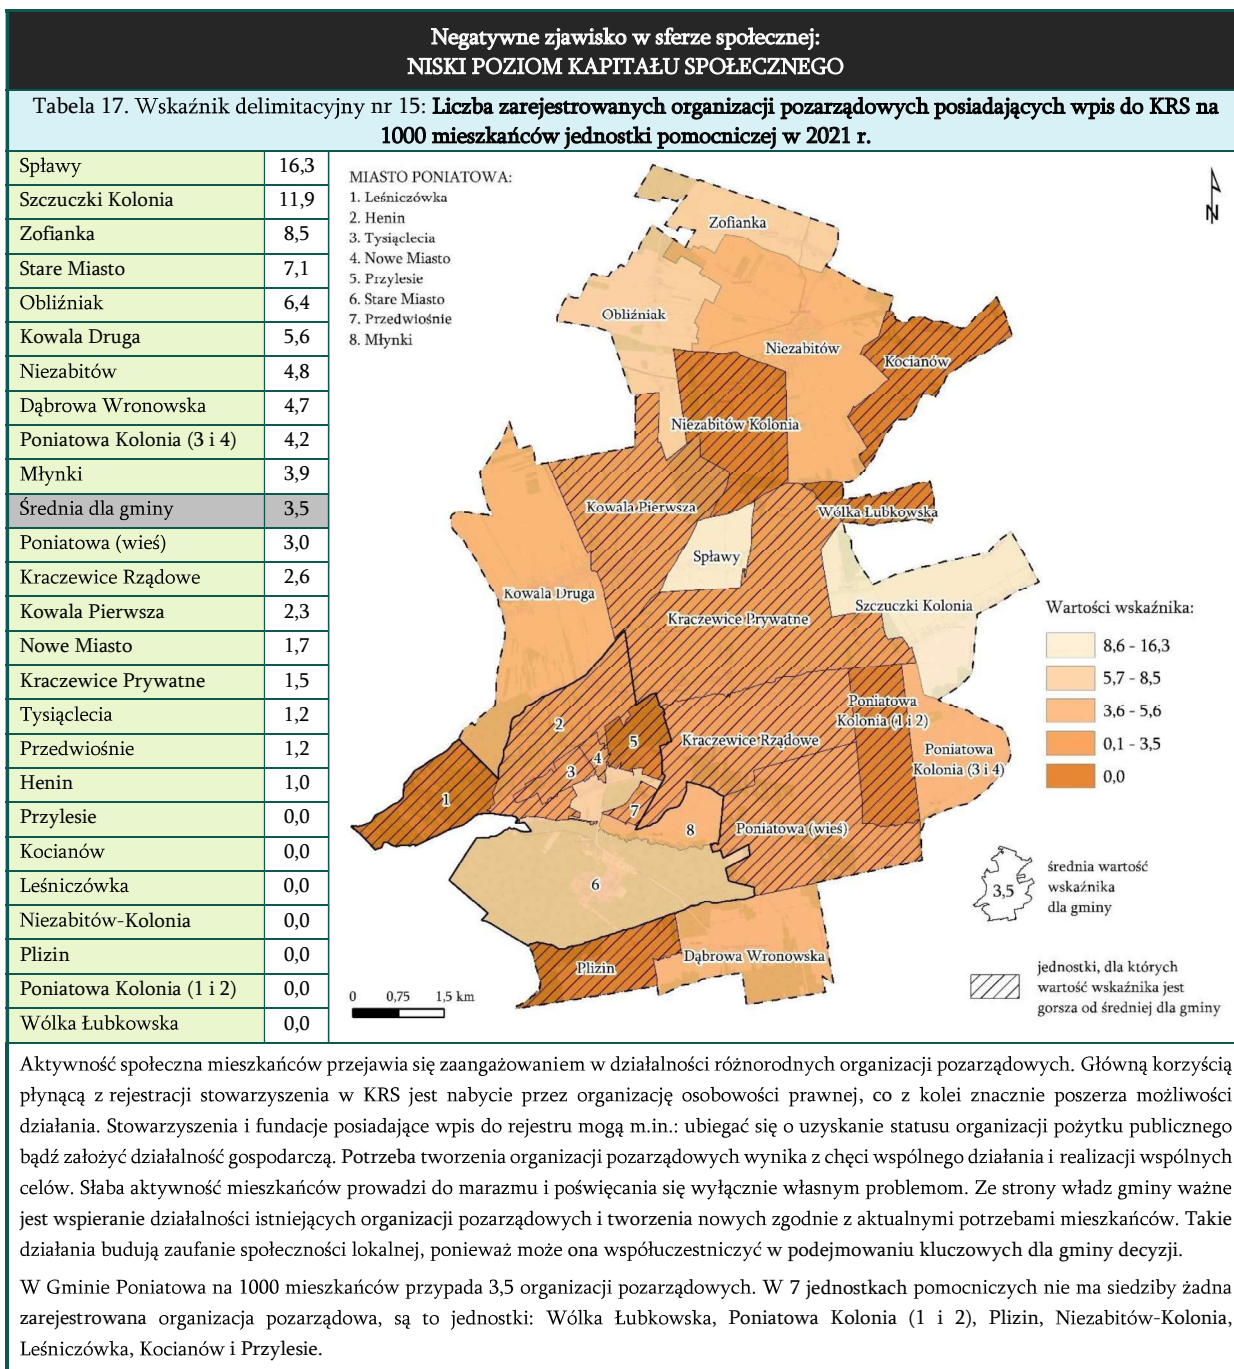 Negatywne zjawisko w sferze społecznej:
NISKI POZIOM KAPITAŁU SPOŁECZNEGO
Tabela 17. Wskaźnik delimitacyjny nr 15: Liczba zarejestrowanych organizacji pozarządowych posiadających wpis do KRS na
1000 mieszkańców jednostki pomocniczej w 2021 r.
Spławy 16,3
Szczuczki Kolonia 11,9
Zofianka 8,5
Stare Miasto 7,1
Obliźniak 6,4
Kowala Druga 5,6
Niezabitów 4,8
Dąbrowa Wronowska 4,7
Poniatowa Kolonia (3 i 4) 4,2
Młynki 3,9
Średnia dla gminy 3,5
Poniatowa (wieś) 3,0
Kraczewice Rządowe 2,6
Kowala Pierwsza 2,3
Nowe Miasto 1,7
Kraczewice Prywatne 1,5
Tysiąclecia 1,2
Przedwiośnie 1,2
Henin 1,0
Przylesie 0,0
Kocianów 0,0
Leśniczówka 0,0
Niezabitów-Kolonia 0,0
Plizin 0,0
Poniatowa Kolonia (1 i 2) 0,0
Wólka Łubkowska 0,0
MIASTO PONIATOWA:
1. Leśniczówka
2. Henin
3. Tysiąclecia
4. Nowe Miasto
5. Przylesie
6. Stare Miasto
7. Przedwiośnie
8. Młynki
N
Zofianka
Obliźniak
Niezabitów
Kocianów
Niezabitów Kolonia
Kowala Pierwsza
Wólka Łubkowska
Spławy
Kowala Druga
Szczuczki Kolonia
Kraczewice Prywatne
Poniatowa
Kolonia (1 i 2)
2
5
Kraczewice Rządowe
Poniatowa
Kolonia (3 i 4)
4
3
1
7
8
Poniatowa (wieś)
6
Dąbrowa Wronowska
Plizin
0 0,75 1,5 km
Wartości wskaźnika:
8,6 - 16,3
5,7 - 8,5
3,6 - 5,6
0,1 - 3,5
0,0
3,5
średnia wartość
wskaźnika
dla gminy
jednostki, dla których
wartość wskaźnika jest
gorsza od średniej dla gminy
Aktywność społeczna mieszkańców przejawia się zaangażowaniem w działalności różnorodnych organizacji pozarządowych. Główną korzyścią
płynącą z rejestracji stowarzyszenia w KRS jest nabycie przez organizację osobowości prawnej, co z kolei znacznie poszerza możliwości
działania. Stowarzyszenia i fundacje posiadające wpis do rejestru mogą m.in.: ubiegać się o uzyskanie statusu organizacji pożytku publicznego
bądź założyć działalność gospodarczą. Potrzeba tworzenia organizacji pozarządowych wynika z chęci wspólnego działania i realizacji wspólnych
celów. Słaba aktywność mieszkańców prowadzi do marazmu i poświęcania się wyłącznie własnym problemom. Ze strony władz gminy ważne
jest wspieranie działalności istniejących organizacji pozarządowych i tworzenia nowych zgodnie z aktualnymi potrzebami mieszkańców. Takie
działania budują zaufanie społeczności lokalnej, ponieważ może ona współuczestniczyć w podejmowaniu kluczowych dla gminy decyzji.
W Gminie Poniatowa na 1000 mieszkańców przypada 3,5 organizacji pozarządowych. W 7 jednostkach pomocniczych nie ma siedziby żadna
zarejestrowana organizacja pozarządowa, są to jednostki: Wólka Łubkowska, Poniatowa Kolonia (1 i 2), Plizin, Niezabitów-Kolonia,
Leśniczówka, Kocianów i Przylesie.